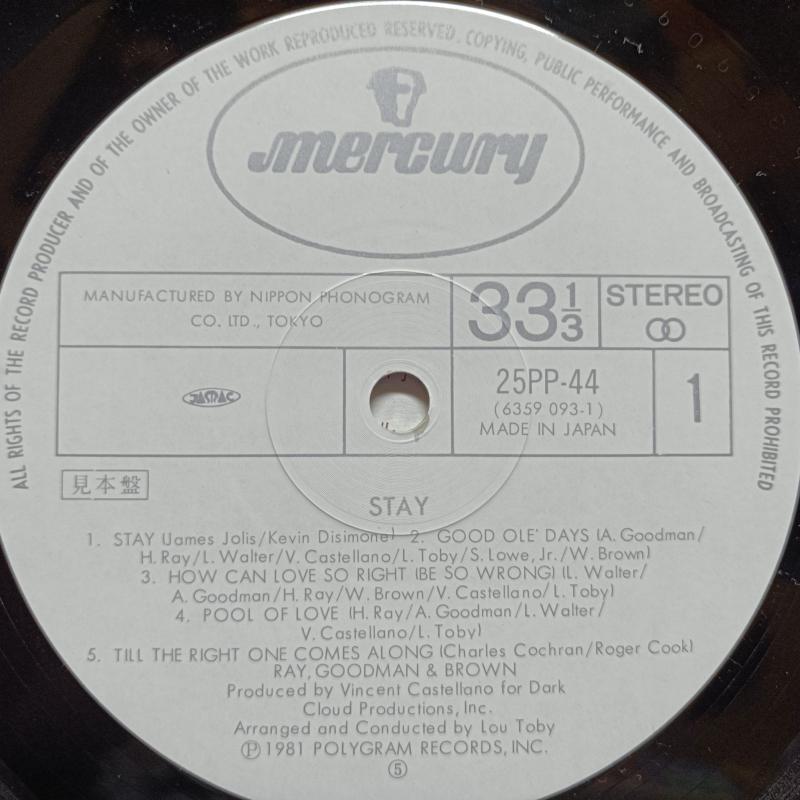 ALL RIGHTS OF THE RECORD PRODUCER AND OF THE OWNER OF THE WORK REPRODUCED RESERVED. COPYING, PUBLIC PERFORMANCE AND BROADCASTING OF THIS RECORD PROHIBITED
mercury
MANUFACTURED BY NIPPON PHONOGRAM
CO. LTD., TOKYO
33 1/3
STEREO
JASRAC
25PP-44
(6359 093-1)
MADE IN JAPAN
1
見本盤
STAY
1. STAY (James Jolis/Kevin Disimone) 2. GOOD OLE' DAYS (A. Goodman/
H. Ray/L. Walter/V. Castellano/L. Toby/S. Lowe, Jr./W. Brown)
3. HOW CAN LOVE SO RIGHT (BE SO WRONG) (L. Walter/
A. Goodman/H. Ray/W. Brown/V. Castellano/L. Toby)
4. POOL OF LOVE (H. Ray/A. Goodman/L. Walter/
V. Castellano/L. Toby)
5. TILL THE RIGHT ONE COMES ALONG (Charles Cochran/Roger Cook)
RAY, GOODMAN & BROWN
Produced by Vincent Castellano for Dark
Cloud Productions, Inc.
Arranged and Conducted by Lou Toby
Ⓟ1981 POLYGRAM RECORDS, INC.
⑤